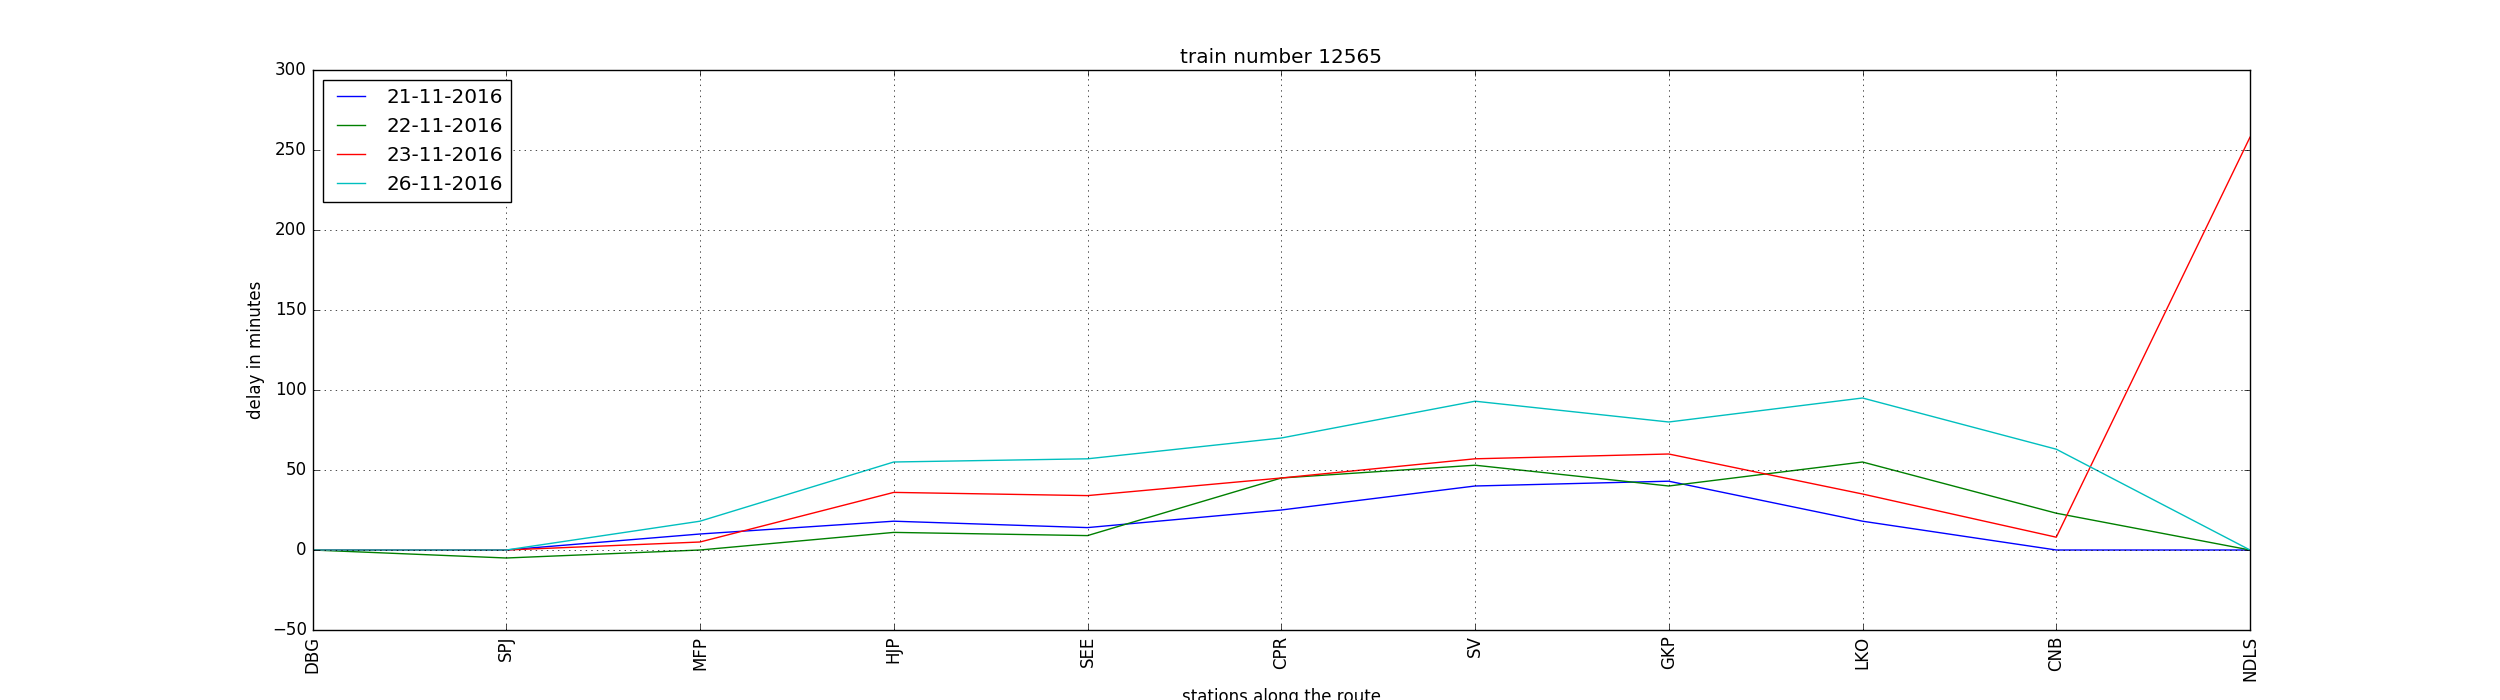 train number 12565
300
250
200
150
100
50
0
−50
delay in minutes
21-11-2016
22-11-2016
23-11-2016
26-11-2016
DBG
SPJ
MFP
HJP
SEE
CPR
SV
GKP
LKO
CNB
NDLS
stations along the route